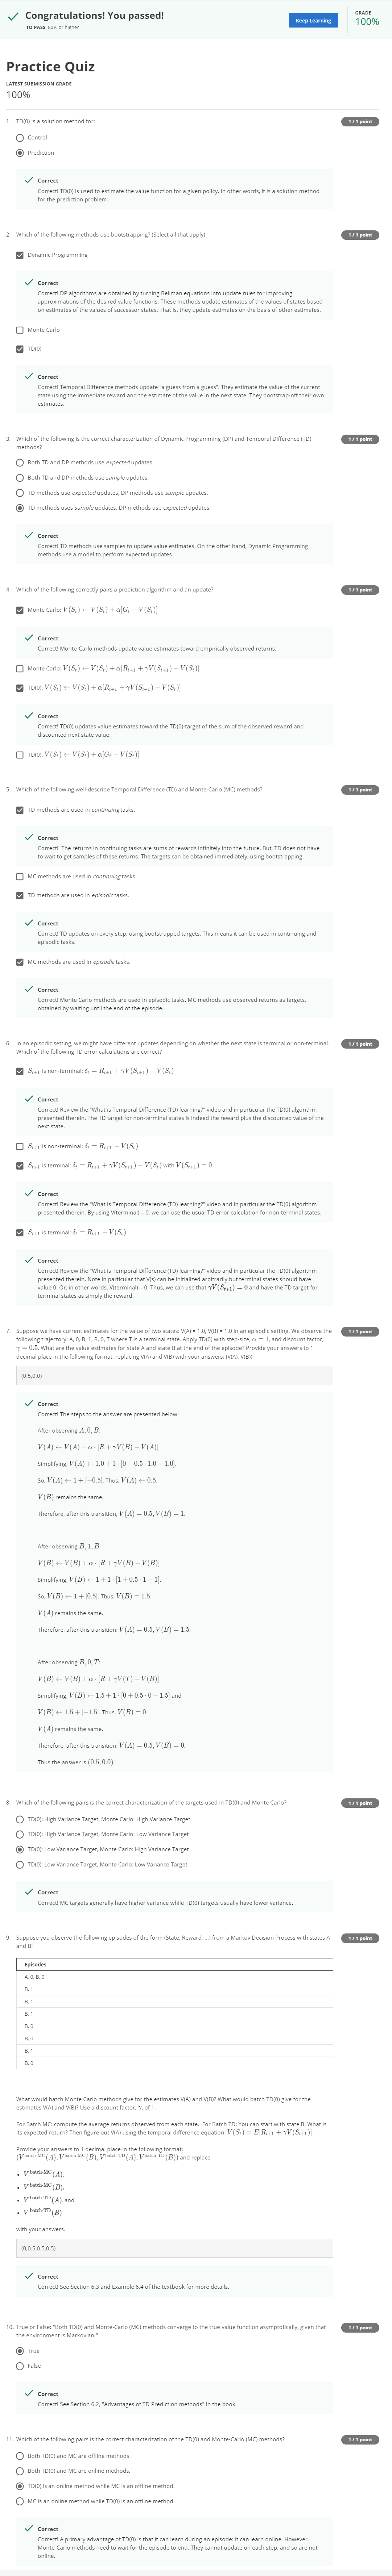 Congratulations! You passed!
TO PASS 80% or higher
Keep Learning
GRADE
100%
Practice Quiz
LATEST SUBMISSION GRADE
100%
1. TD(0) is a solution method for:
1 / 1 point
Control
Prediction
Correct
Correct! TD(0) is used to estimate the value function for a given policy. In other words, it is a solution method
for the prediction problem.
2. Which of the following methods use bootstrapping? (Select all that apply)
1 / 1 point
Dynamic Programming
Correct
Correct! DP algorithms are obtained by turning Bellman equations into update rules for improving
approximations of the desired value functions. These methods update estimates of the values of states based
on estimates of the values of successor states. That is, they update estimates on the basis of other estimates.
Monte Carlo
TD(0)
Correct
Correct! Temporal Difference methods update "a guess from a guess". They estimate the value of the current
state using the immediate reward and the estimate of the value in the next state. They bootstrap off their own
estimates.
3. Which of the following is the correct characterization of Dynamic Programming (DP) and Temporal Difference (TD)
methods?
1 / 1 point
Both TD and DP methods use expected updates.
Both TD and DP methods use sample updates.
TD methods use expected updates, DP methods use sample updates.
TD methods uses sample updates, DP methods use expected updates.
Correct
Correct! TD methods use samples to update value estimates. On the other hand, Dynamic Programming
methods use a model to perform expected updates.
4. Which of the following correctly pairs a prediction algorithm and an update?
1 / 1 point
Monte Carlo: V(S_t) ← V(S_t) + α[G_t − V(S_t)]
Correct
Correct! Monte-Carlo methods update value estimates toward empirically observed returns.
Monte Carlo: V(S_t) ← V(S_t) + α[R_{t+1} + γV(S_{t+1}) − V(S_t)]
TD(0): V(S_t) ← V(S_t) + α[R_{t+1} + γV(S_{t+1}) − V(S_t)]
Correct
Correct! TD(0) updates value estimates toward the TD(0)-target of the sum of the observed reward and
discounted next state value.
TD(0): V(S_t) ← V(S_t) + α[G_t − V(S_t)]
5. Which of the following well-describe Temporal Difference (TD) and Monte-Carlo (MC) methods?
1 / 1 point
TD methods are used in continuing tasks.
Correct
Correct! The returns in continuing tasks are sums of rewards infinitely into the future. But, TD does not have
to wait to get samples of these returns. The targets can be obtained immediately, using bootstrapping.
MC methods are used in continuing tasks.
TD methods are used in episodic tasks.
Correct
Correct! TD updates on every step, using bootstrapped targets. This means it can be used in continuing and
episodic tasks.
MC methods are used in episodic tasks.
Correct
Correct! Monte Carlo methods are used in episodic tasks. MC methods use observed returns as targets,
obtained by waiting until the end of the episode.
6. In an episodic setting, we might have different updates depending on whether the next state is terminal or non-terminal.
Which of the following TD error calculations are correct?
1 / 1 point
S_{t+1} is non-terminal: δ_t = R_{t+1} + γV(S_{t+1}) − V(S_t)
Correct
Correct! Review the "What is Temporal Difference (TD) learning?" video and in particular the TD(0) algorithm
presented therein. The TD target for non-terminal states is indeed the reward plus the discounted value of the
next state.
S_{t+1} is non-terminal: δ_t = R_{t+1} − V(S_t)
S_{t+1} is terminal: δ_t = R_{t+1} + γV(S_{t+1}) − V(S_t) with V(S_{t+1}) = 0
Correct
Correct! Review the "What is Temporal Difference (TD) learning?" video and in particular the TD(0) algorithm
presented therein. By using V(terminal) = 0, we can use the usual TD error calculation for non-terminal states.
S_{t+1} is terminal: δ_t = R_{t+1} − V(S_t)
Correct
Correct! Review the "What is Temporal Difference (TD) learning?" video and in particular the TD(0) algorithm
presented therein. Note in particular that V(s) can be initialized arbitrarily but terminal states should have
value 0. Or, in other words, V(terminal) = 0. Thus, we can use that γV(S_{t+1}) = 0 and have the TD target for
terminal states as simply the reward.
7. Suppose we have current estimates for the value of two states: V(A) = 1.0, V(B) = 1.0 in an episodic setting. We observe the
following trajectory: A, 0, B, 1, B, 0, T where T is a terminal state. Apply TD(0) with step-size, α = 1, and discount factor,
γ = 0.5. What are the value estimates for state A and state B at the end of the episode? Provide your answers to 1
decimal place in the following format, replacing V(A) and V(B) with your answers: (V(A), V(B))
1 / 1 point
(0.5,0.0)
Correct
Correct! The steps to the answer are presented below:
After observing A, 0, B:
V(A) ← V(A) + α · [R + γV(B) − V(A)]
Simplifying, V(A) ← 1.0 + 1 · [0 + 0.5 · 1.0 − 1.0].
So, V(A) ← 1 + [−0.5]. Thus, V(A) ← 0.5.
V(B) remains the same.
Therefore, after this transition, V(A) = 0.5, V(B) = 1.
After observing B, 1, B:
V(B) ← V(B) + α · [R + γV(B) − V(B)]
Simplifying, V(B) ← 1 + 1 · [1 + 0.5 · 1 − 1].
So, V(B) ← 1 + [0.5]. Thus, V(B) = 1.5.
V(A) remains the same.
Therefore, after this transition: V(A) = 0.5, V(B) = 1.5.
After observing B, 0, T:
V(B) ← V(B) + α · [R + γV(T) − V(B)]
Simplifying, V(B) ← 1.5 + 1 · [0 + 0.5 · 0 − 1.5] and
V(B) ← 1.5 + [−1.5]. Thus, V(B) = 0.
V(A) remains the same.
Therefore, after this transition: V(A) = 0.5, V(B) = 0.
Thus the answer is (0.5, 0.0).
8. Which of the following pairs is the correct characterization of the targets used in TD(0) and Monte Carlo?
1 / 1 point
TD(0): High Variance Target, Monte Carlo: High Variance Target
TD(0): High Variance Target, Monte Carlo: Low Variance Target
TD(0): Low Variance Target, Monte Carlo: High Variance Target
TD(0): Low Variance Target, Monte Carlo: Low Variance Target
Correct
Correct! MC targets generally have higher variance while TD(0) targets usually have lower variance.
9. Suppose you observe the following episodes of the form (State, Reward, ...) from a Markov Decision Process with states A
and B:
1 / 1 point
Episodes
A, 0, B, 0
B, 1
B, 1
B, 1
B, 0
B, 0
B, 1
B, 0
What would batch Monte Carlo methods give for the estimates V(A) and V(B)? What would batch TD(0) give for the
estimates V(A) and V(B)? Use a discount factor, γ, of 1.
For Batch MC: compute the average returns observed from each state. For Batch TD: You can start with state B. What is
its expected return? Then figure out V(A) using the temporal difference equation: V(S_t) = E[R_{t+1} + γV(S_{t+1})].
Provide your answers to 1 decimal place in the following format:
(V^{batch-MC}(A), V^{batch-MC}(B), V^{batch-TD}(A), V^{batch-TD}(B)) and replace
• V^{batch-MC}(A),
• V^{batch-MC}(B),
• V^{batch-TD}(A), and
• V^{batch-TD}(B)
with your answers.
(0,0.5,0.5,0.5)
Correct
Correct! See Section 6.3 and Example 6.4 of the textbook for more details.
10. True or False: "Both TD(0) and Monte-Carlo (MC) methods converge to the true value function asymptotically, given that
the environment is Markovian."
1 / 1 point
True
False
Correct
Correct! See Section 6.2, "Advantages of TD Prediction methods" in the book.
11. Which of the following pairs is the correct characterization of the TD(0) and Monte-Carlo (MC) methods?
1 / 1 point
Both TD(0) and MC are offline methods.
Both TD(0) and MC are online methods.
TD(0) is an online method while MC is an offline method.
MC is an online method while TD(0) is an offline method.
Correct
Correct! A primary advantage of TD(0) is that it can learn during an episode: it can learn online. However,
Monte-Carlo methods need to wait for the episode to end. They cannot update on each step, and so are not
online.